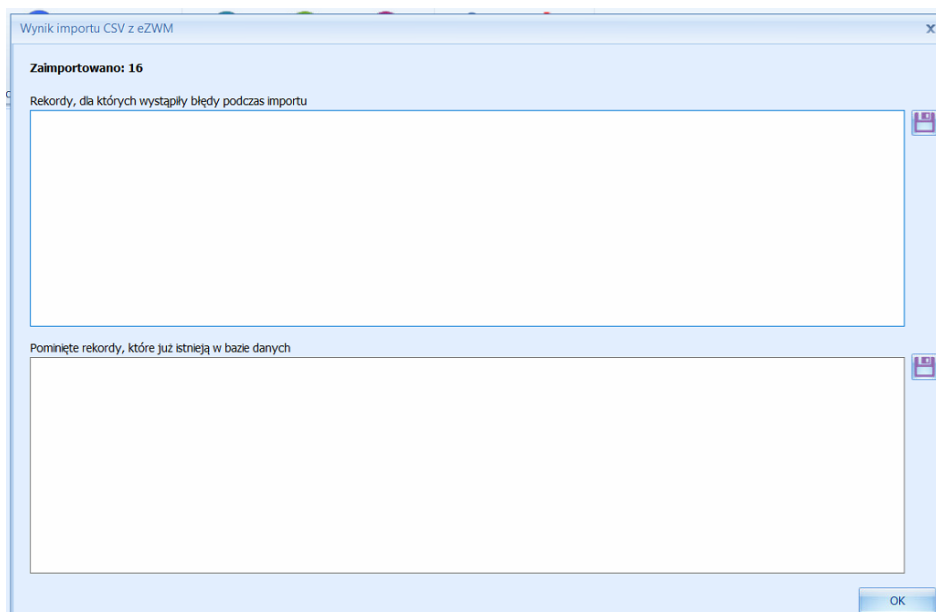 Wynik importu CSV z eZWM
Zaimportowano: 16
Rekordy, dla których wystąpiły błędy podczas importu
Pominięte rekordy, które już istnieją w bazie danych
OK